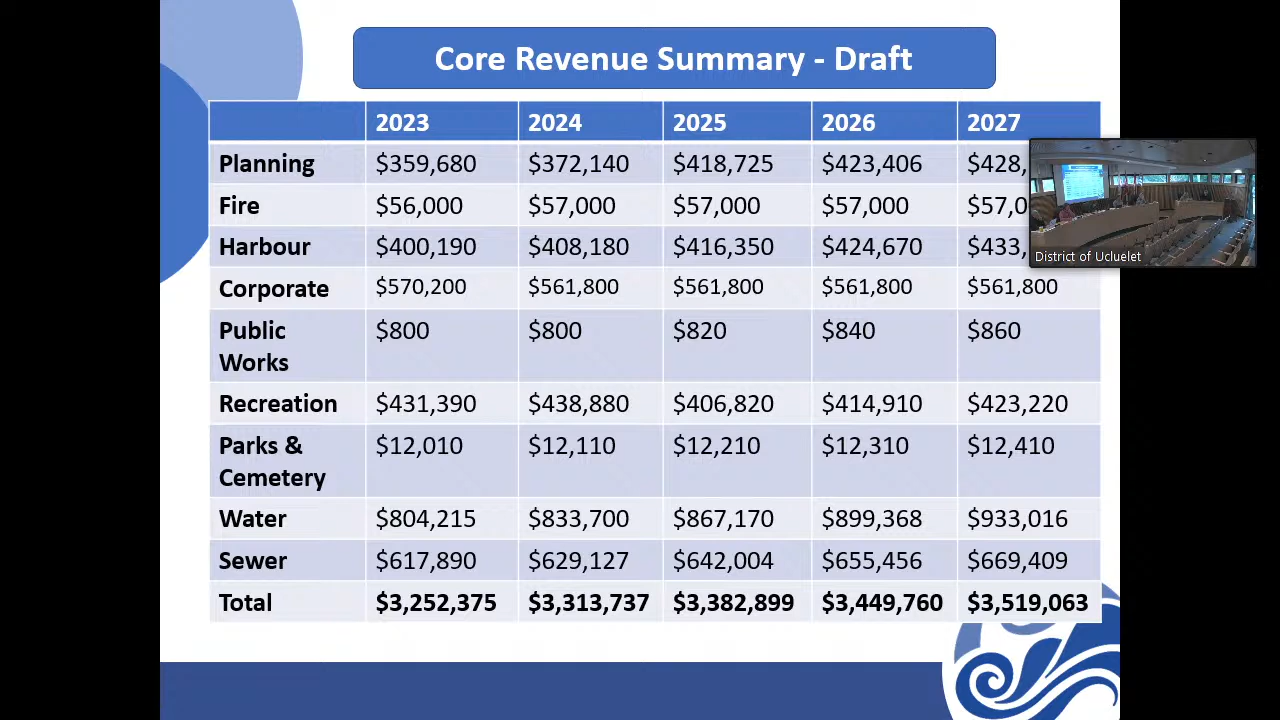 Core Revenue Summary - Draft
2023 2024 2025 2026 2027
Planning $359,680 $372,140 $418,725 $423,406 $428,
Fire $56,000 $57,000 $57,000 $57,000 $57,0
Harbour $400,190 $408,180 $416,350 $424,670 $433,
District of Ucluelet
Corporate $570,200 $561,800 $561,800 $561,800 $561,800
Public $800 $800 $820 $840 $860
Works
Recreation $431,390 $438,880 $406,820 $414,910 $423,220
Parks & $12,010 $12,110 $12,210 $12,310 $12,410
Cemetery
Water $804,215 $833,700 $867,170 $899,368 $933,016
Sewer $617,890 $629,127 $642,004 $655,456 $669,409
Total $3,252,375 $3,313,737 $3,382,899 $3,449,760 $3,519,063